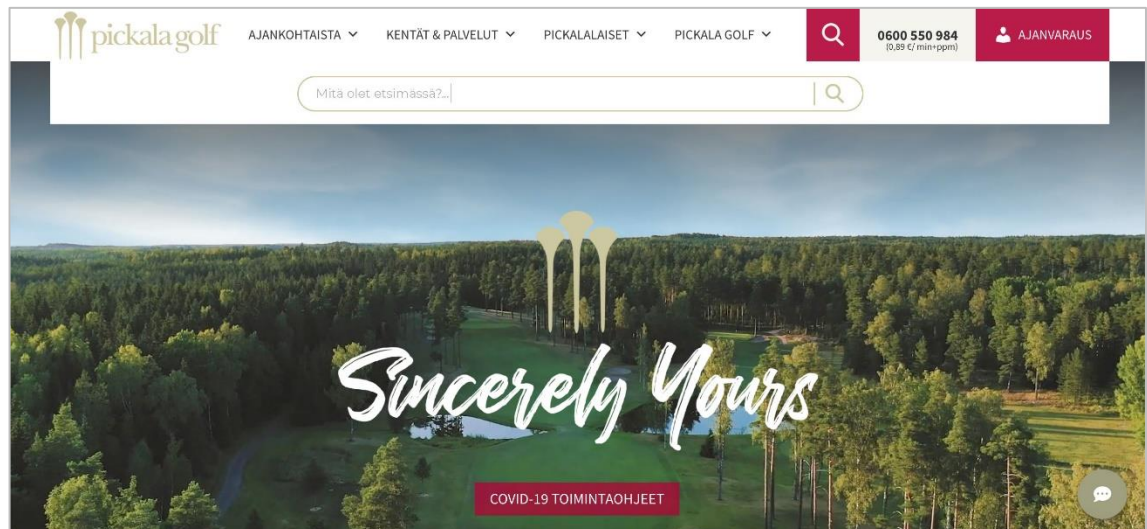 pickala golf
AJANKOHTAISTA
KENTÄT & PALVELUT
PICKALALAISET
PICKALA GOLF
0600 550 984
(0,89 €/ min+ppm)
AJANVARAUS
Mitä olet etsimässä?...
Sincerely Yours
COVID-19 TOIMINTAOHJEET